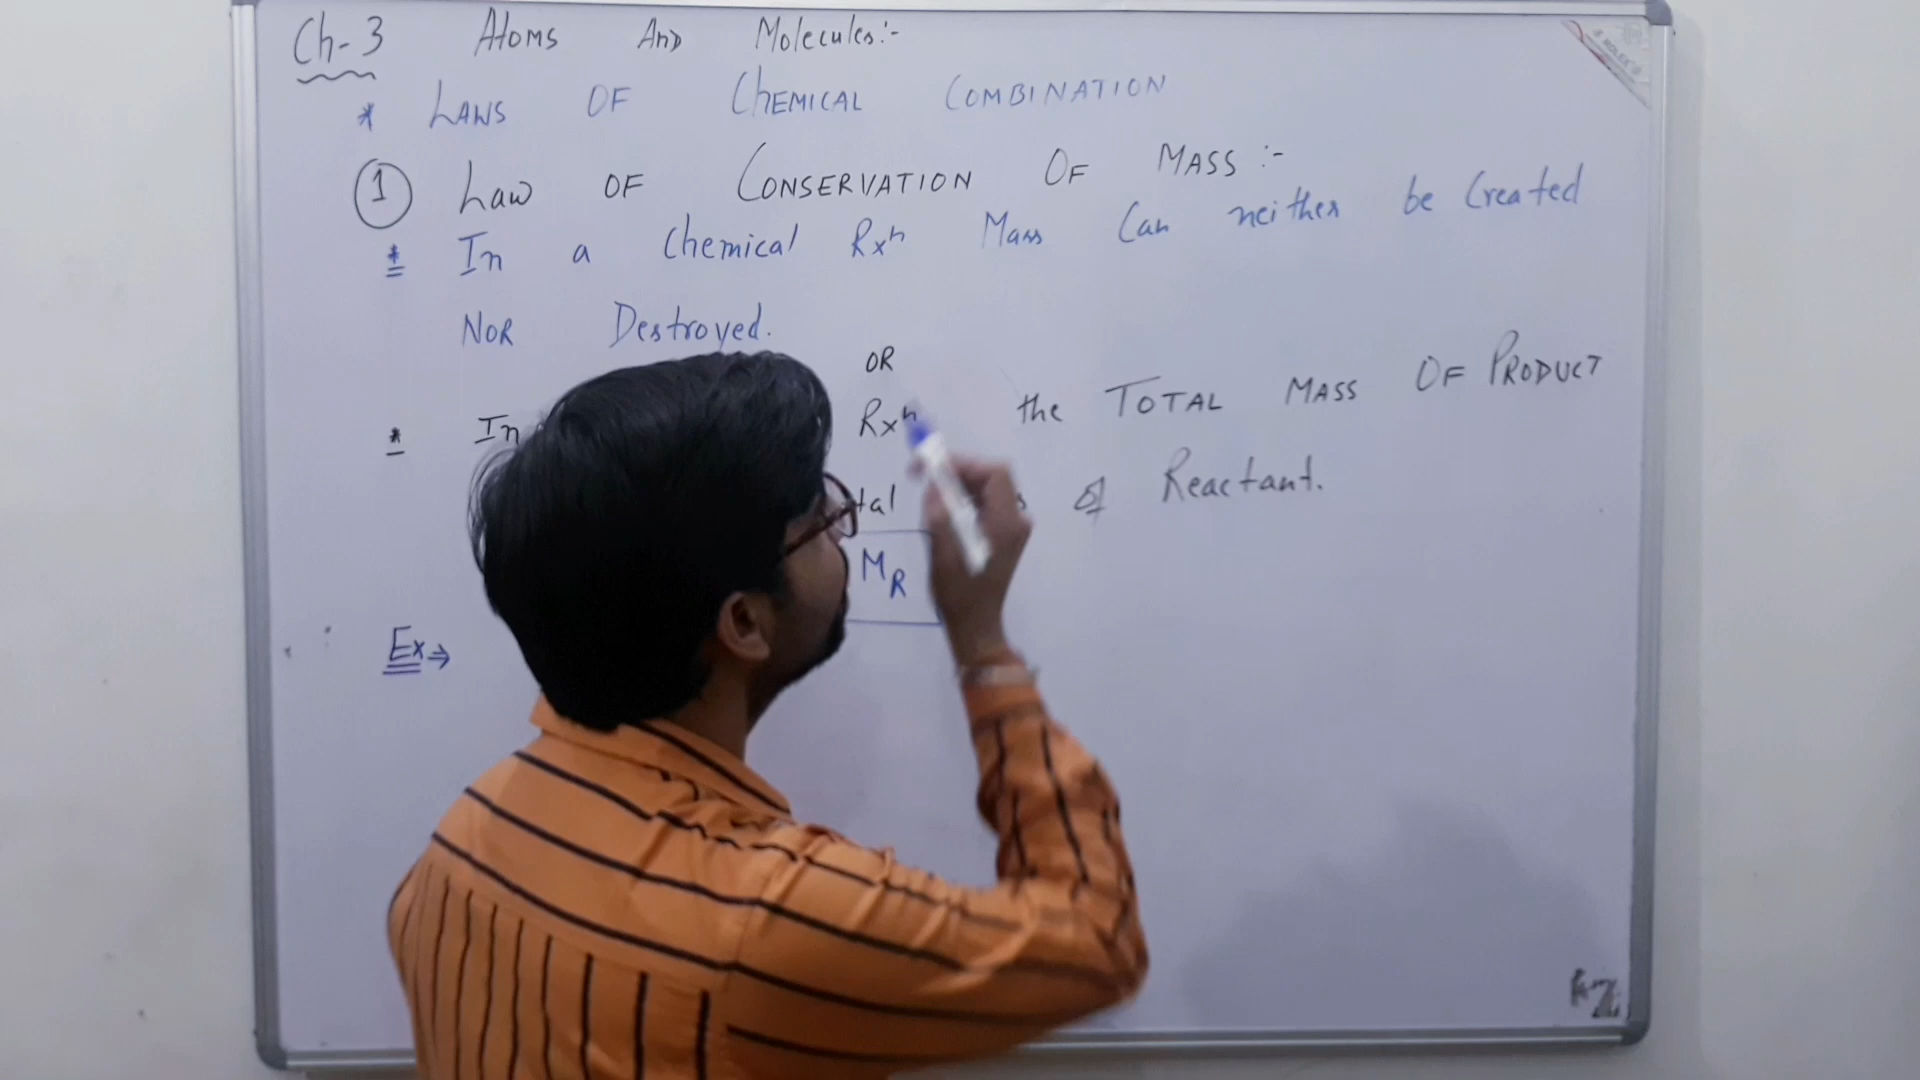 Ch-3 Atoms And Molecules:-
* Laws OF ChEMICAL COMBINATION
1 Law OF CONSERVATION OF MASS :-
* In a Chemical Rxn Mass Can neither be Created
NOR Destroyed.
OR
* In Rxn the TOTAL MASS OF PRODUCT
tal of Reactant.
MR
Ex⇒